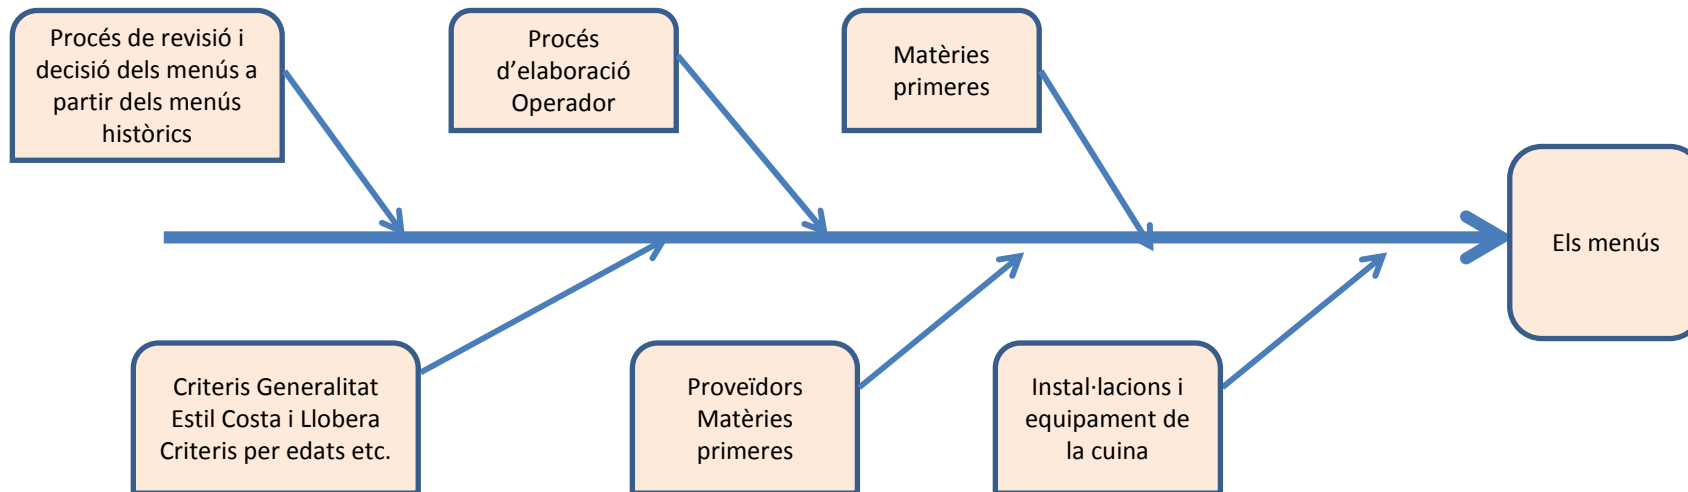 Procés de revisió i
decisió dels menús a
partir dels menús
històrics
Procés
d’elaboració
Operador
Matèries
primeres
Els menús
Criteris Generalitat
Estil Costa i Llobera
Criteris per edats etc.
Proveïdors
Matèries
primeres
Instal·lacions i
equipament de
la cuina